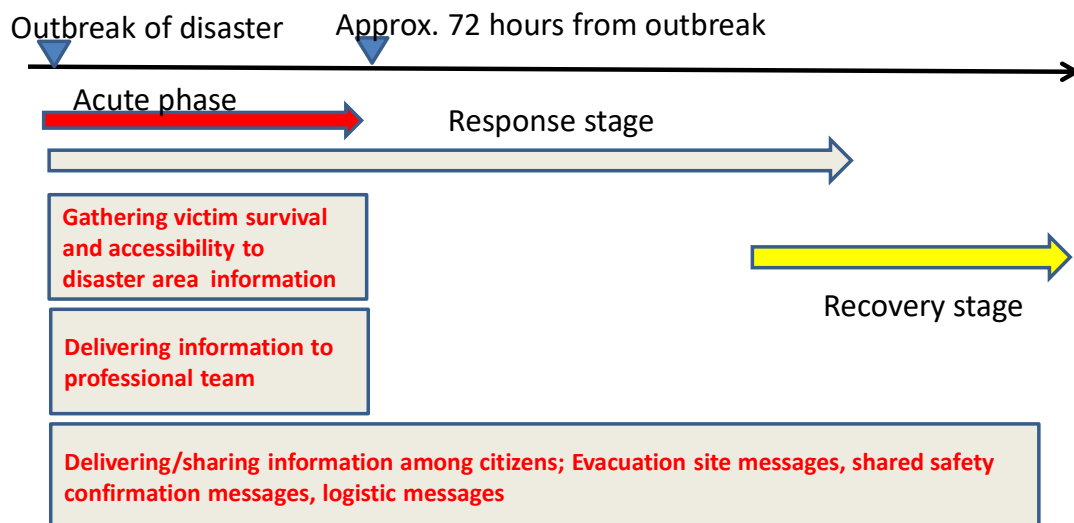 Outbreak of disaster
Approx. 72 hours from outbreak
Acute phase
Response stage
Gathering victim survival
and accessibility to
disaster area information
Recovery stage
Delivering information to
professional team
Delivering/sharing information among citizens; Evacuation site messages, shared safety
confirmation messages, logistic messages